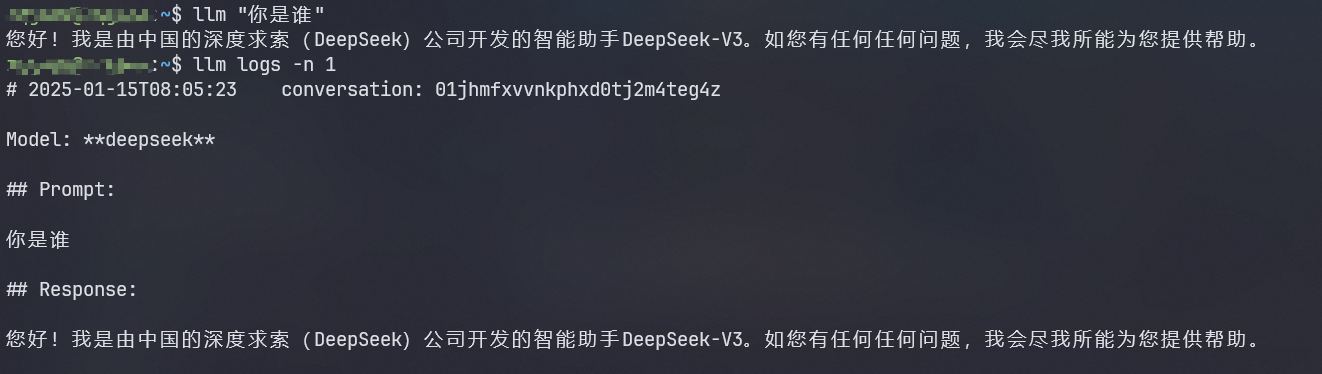 :~$ llm "你是谁"
您好！我是由中国的深度求索（DeepSeek）公司开发的智能助手DeepSeek-V3。如您有任何任何问题，我会尽我所能为您提供帮助。
:~$ llm logs -n 1
# 2025-01-15T08:05:23    conversation: 01jhmfxvvnkphxd0tj2m4teg4z
Model: **deepseek**
## Prompt:
你是谁
## Response:
您好！我是由中国的深度求索（DeepSeek）公司开发的智能助手DeepSeek-V3。如您有任何任何问题，我会尽我所能为您提供帮助。